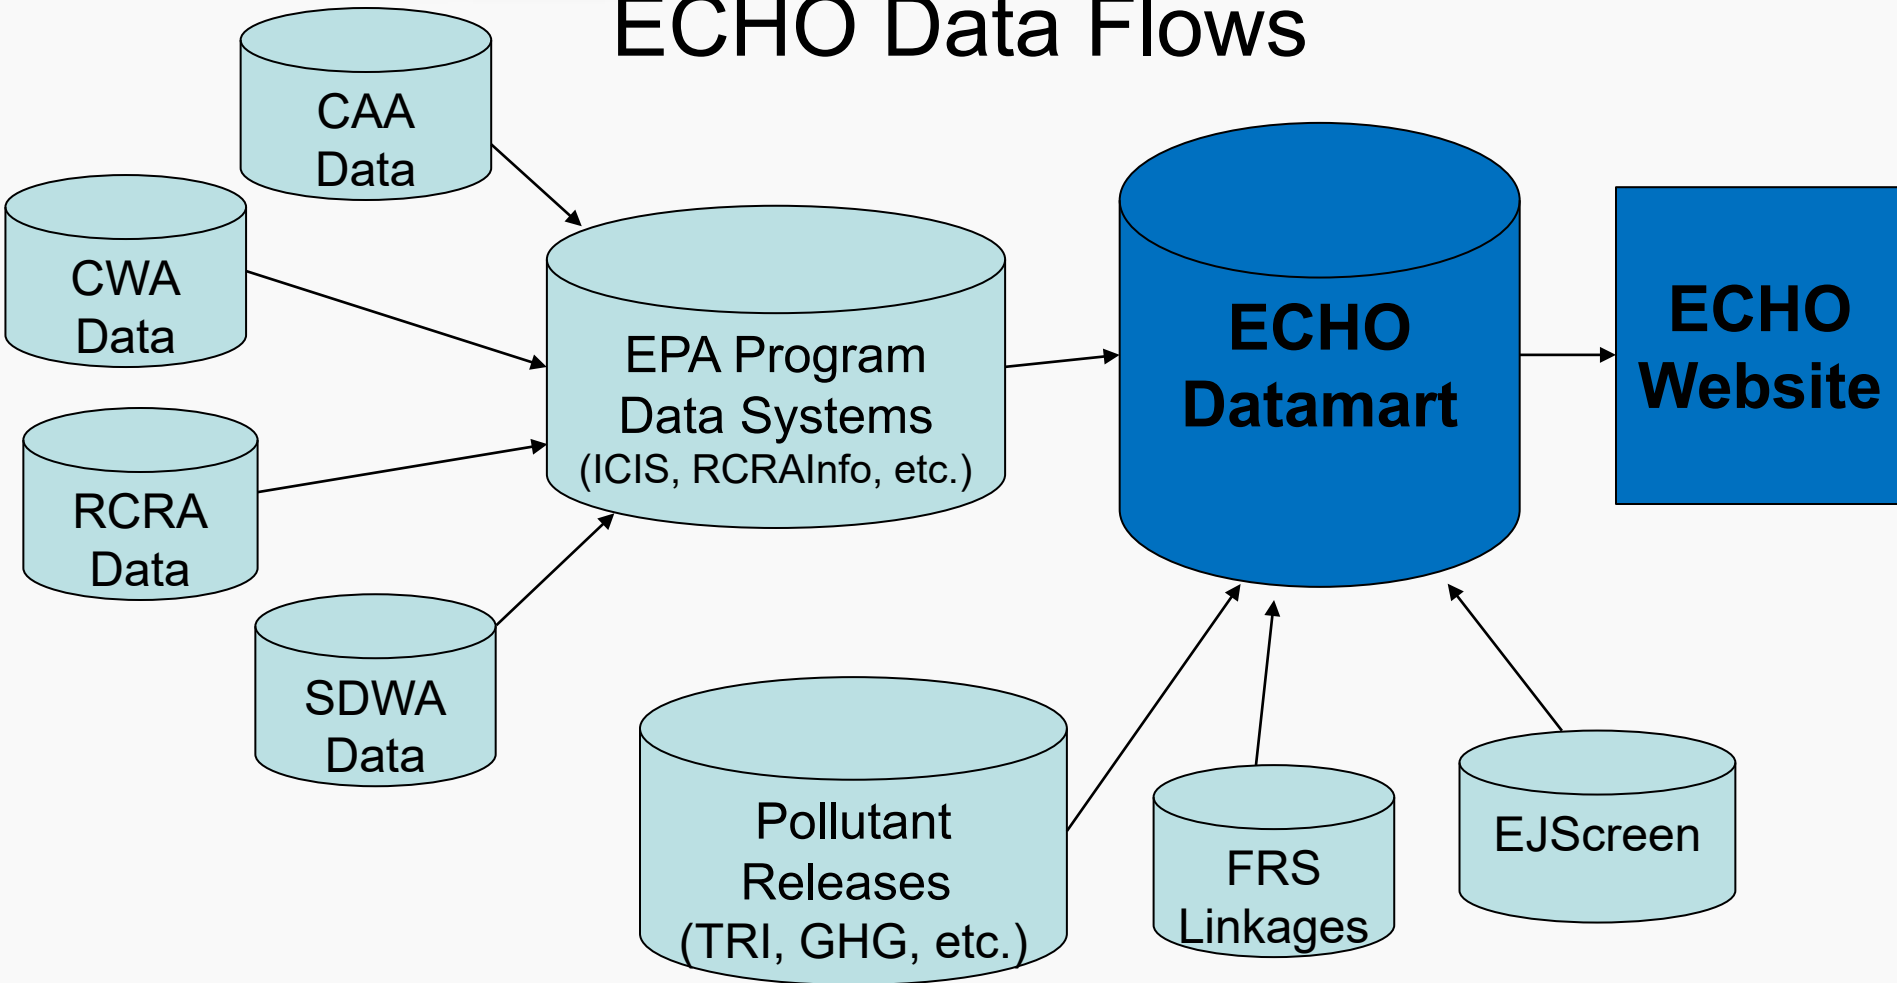 ECHO Data Flows
CAA
Data
CWA
Data
RCRA
Data
SDWA
Data
EPA Program
Data Systems
(ICIS, RCRAInfo, etc.)
ECHO
Datamart
ECHO
Website
Pollutant
Releases
(TRI, GHG, etc.)
FRS
Linkages
EJScreen